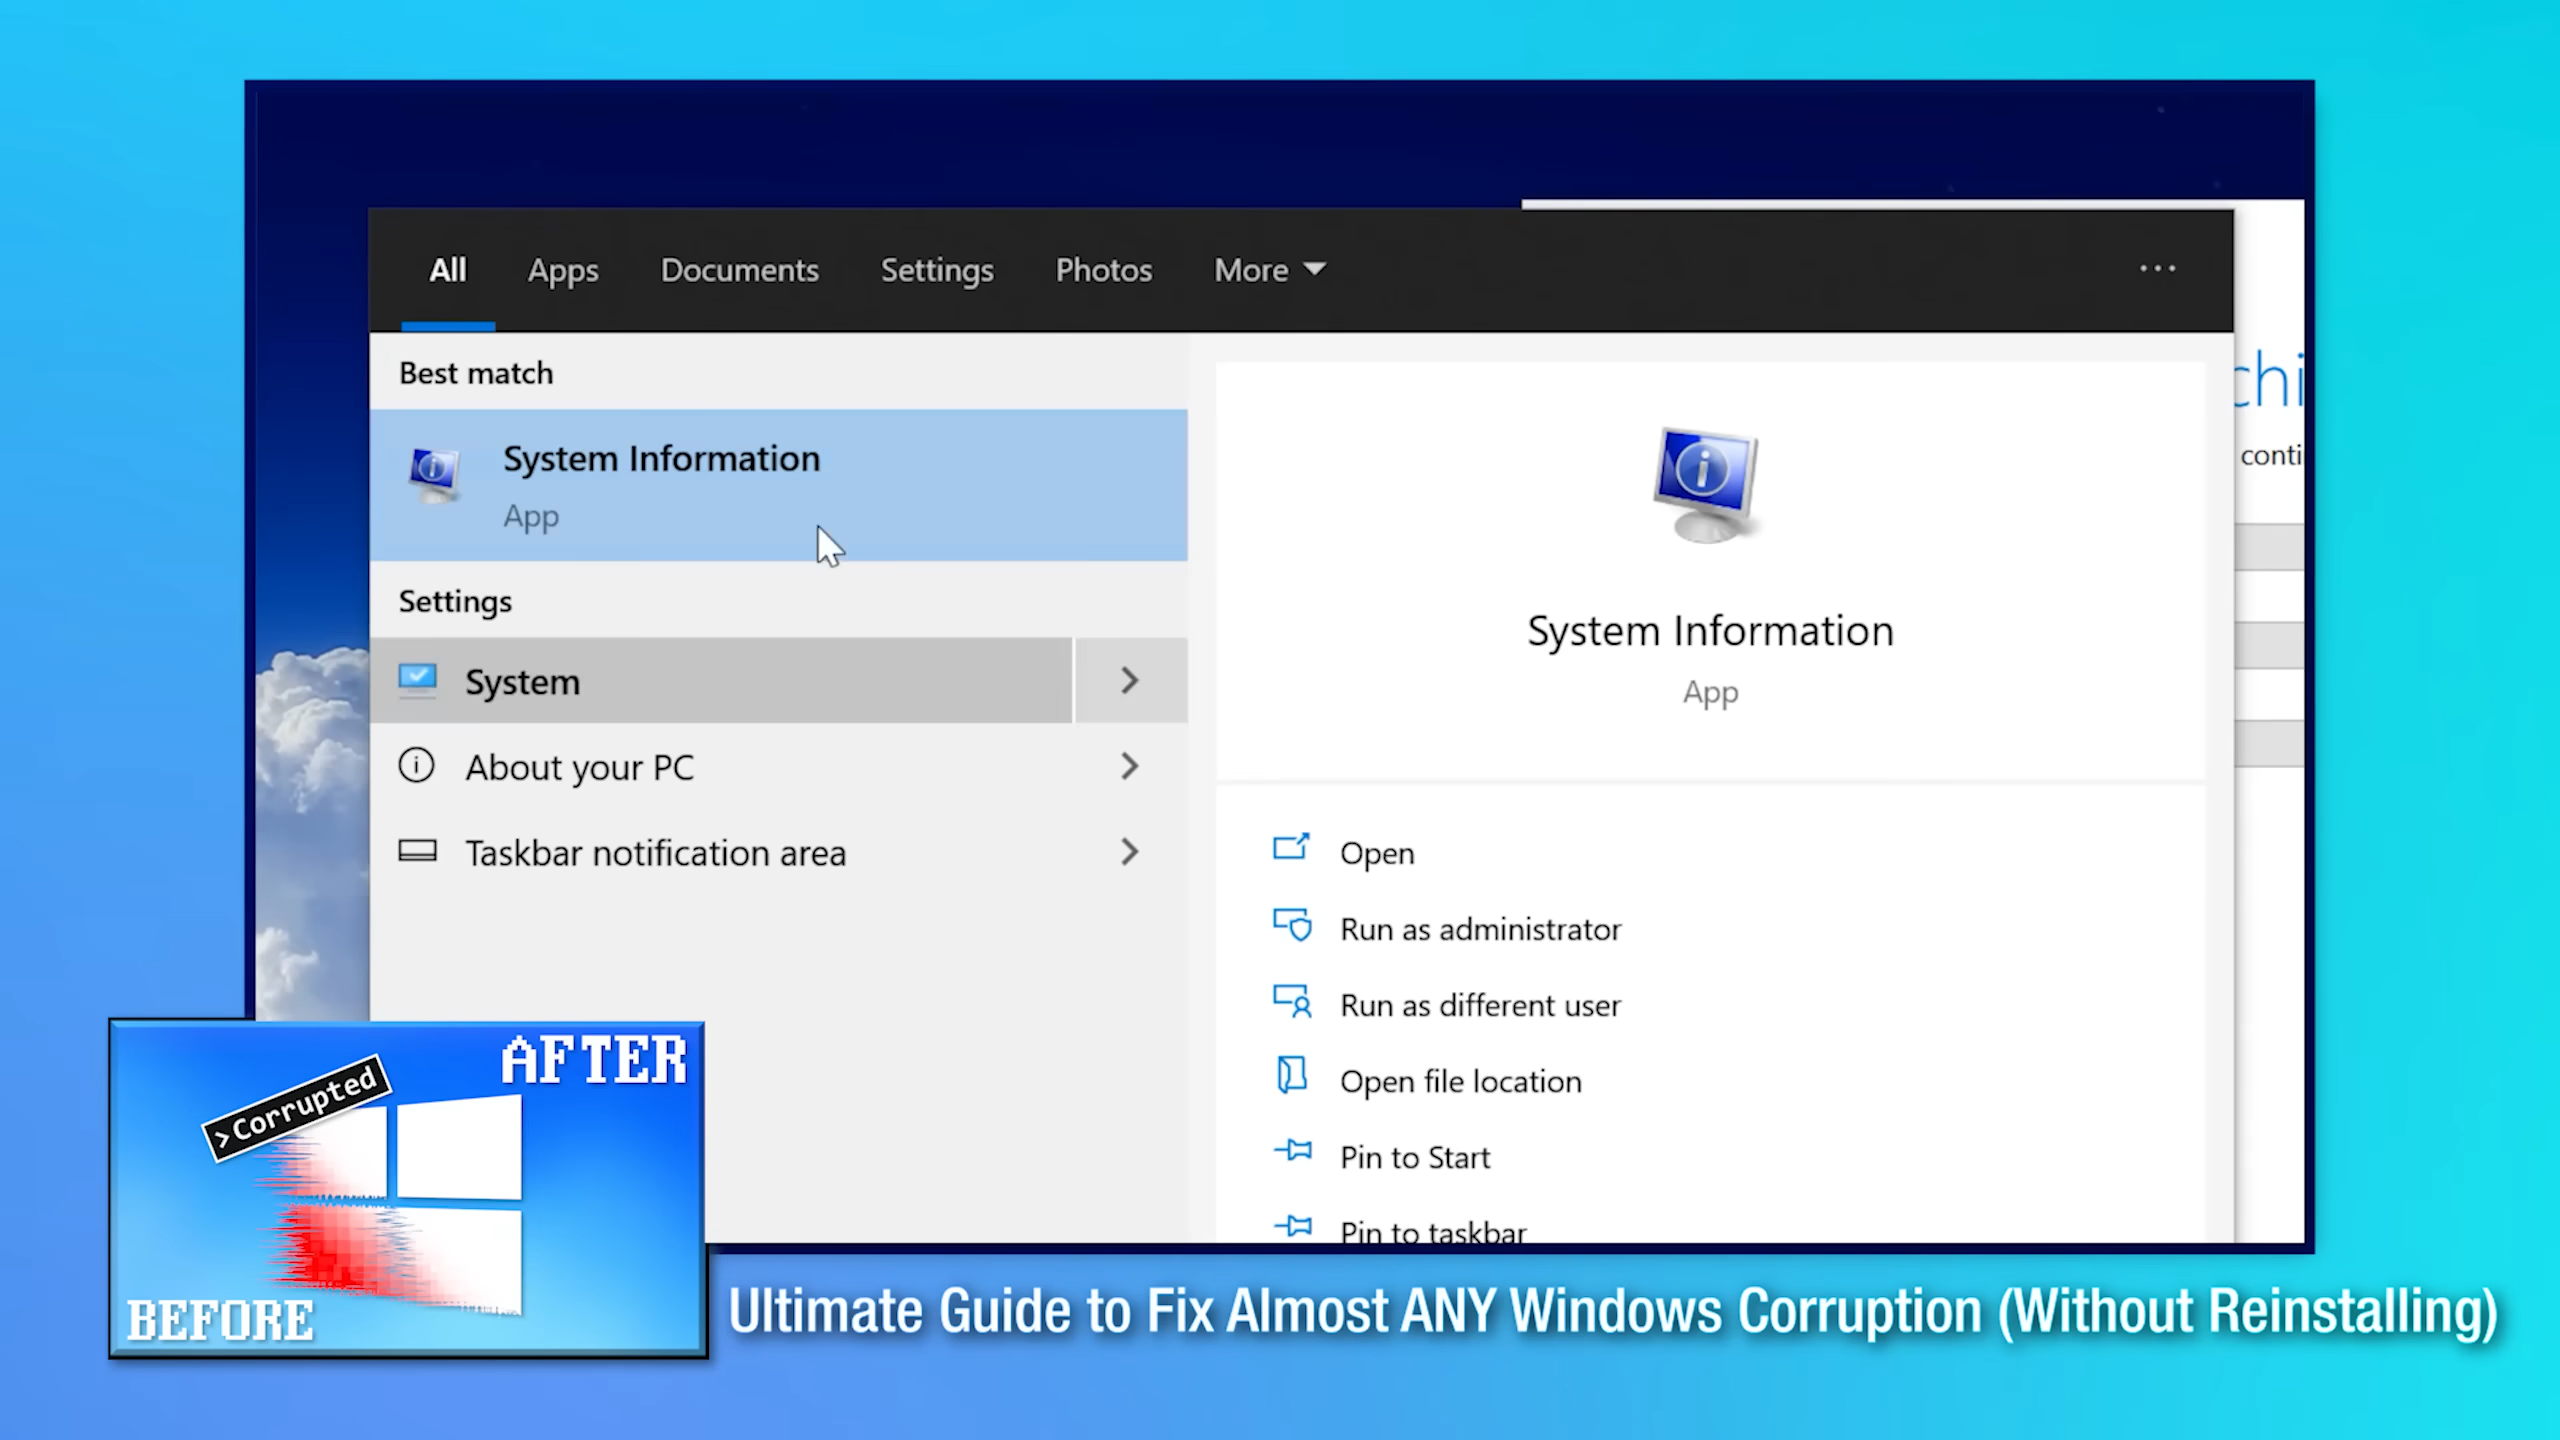 All Apps Documents Settings Photos More
Best match
System Information
App
Settings
System
About your PC
Taskbar notification area
System Information
App
Open
Run as administrator
Run as different user
Open file location
Pin to Start
Pin to taskbar
chi
conti
AFTER
>Corrupted
BEFORE
Ultimate Guide to Fix Almost ANY Windows Corruption (Without Reinstalling)